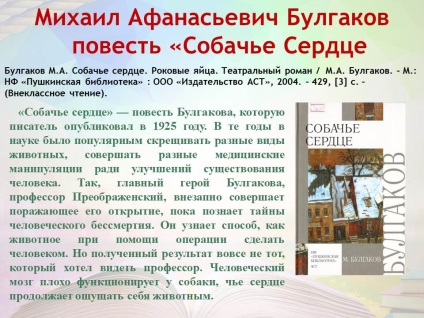 Михаил Афанасьевич Булгаков
повесть «Собачье Сердце
Булгаков М.А. Собачье сердце. Роковые яйца. Театральный роман / М.А. Булгаков. – М.:
НФ «Пушкинская библиотека» : ООО «Издательство АСТ», 2004. – 429, [3] с. –
(Внеклассное чтение).
«Собачье сердце» — повесть Булгакова, которую
писатель опубликовал в 1925 году. В те годы в
науке было популярным скрещивать разные виды
животных, совершать разные медицинские
манипуляции ради улучшений существования
человека. Так, главный герой Булгакова,
профессор Преображенский, внезапно совершает
поражающее его открытие, пока познает тайны
человеческого бессмертия. Он узнает способ, как
животное при помощи операции сделать
человеком. Но полученный результат вовсе не тот,
который хотел видеть профессор. Человеческий
мозг плохо функционирует у собаки, чье сердце
продолжает ощущать себя животным.
СОБАЧЬЕ
СЕРДЦЕ
БУЛГАКОВ
М. БУЛГАКОВ